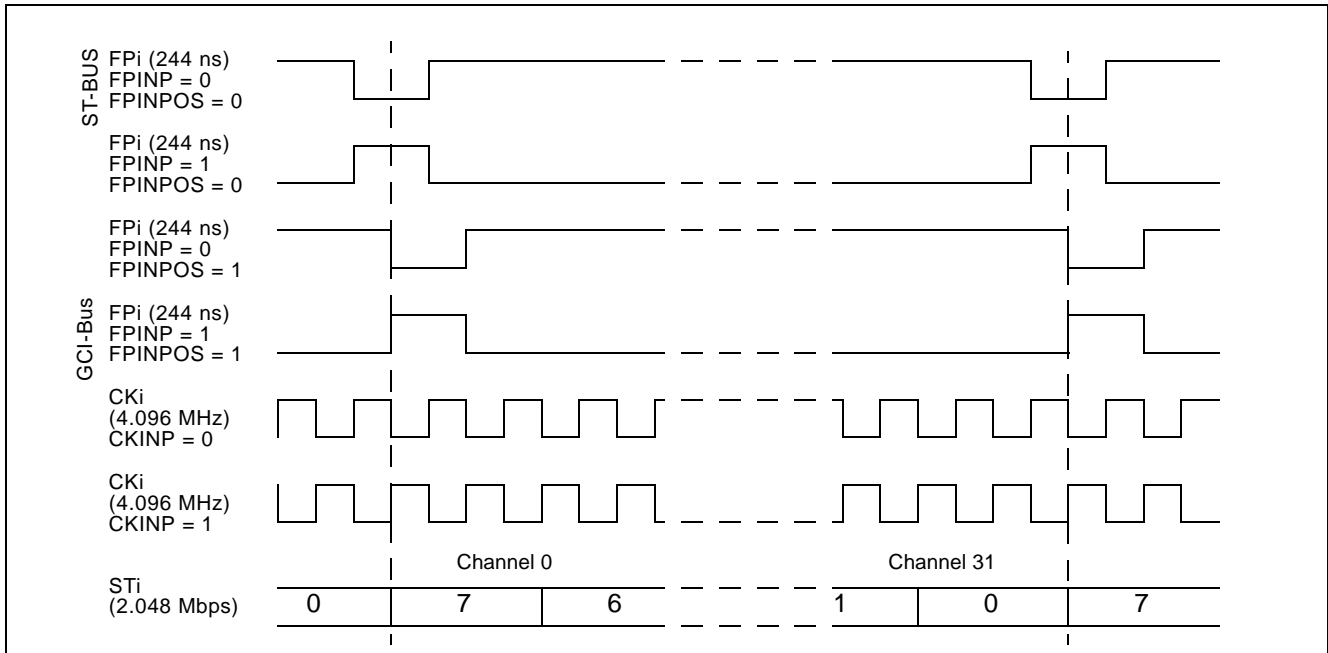 ST-BUS
FPi (244 ns)
FPINP = 0
FPINPOS = 0
FPi (244 ns)
FPINP = 1
FPINPOS = 0
FPi (244 ns)
FPINP = 0
FPINPOS = 1
GCI-Bus
FPi (244 ns)
FPINP = 1
FPINPOS = 1
CKi
(4.096 MHz)
CKINP = 0
CKi
(4.096 MHz)
CKINP = 1
Channel 0 Channel 31
STi
(2.048 Mbps)
0 7 6 1 0 7